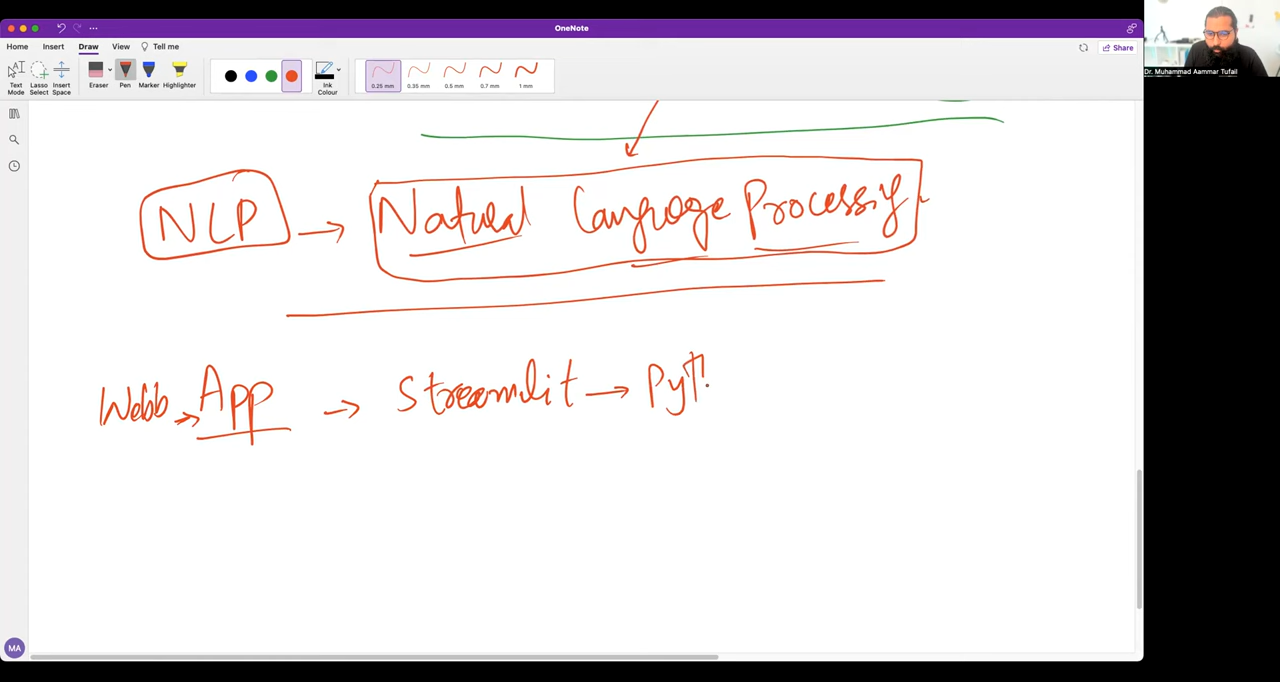 OneNote
Home Insert Draw View Tell me
Share
Text Mode
Lasso Select
Insert Space
Eraser
Pen
Marker
Highlighter
Ink Colour
0.25 mm
0.35 mm
0.5 mm
0.7 mm
1 mm
Dr. Muhammad Aammar Tufail
NLP → Natural Language Processig
Webb → App → Streamlit → Pyth
MA